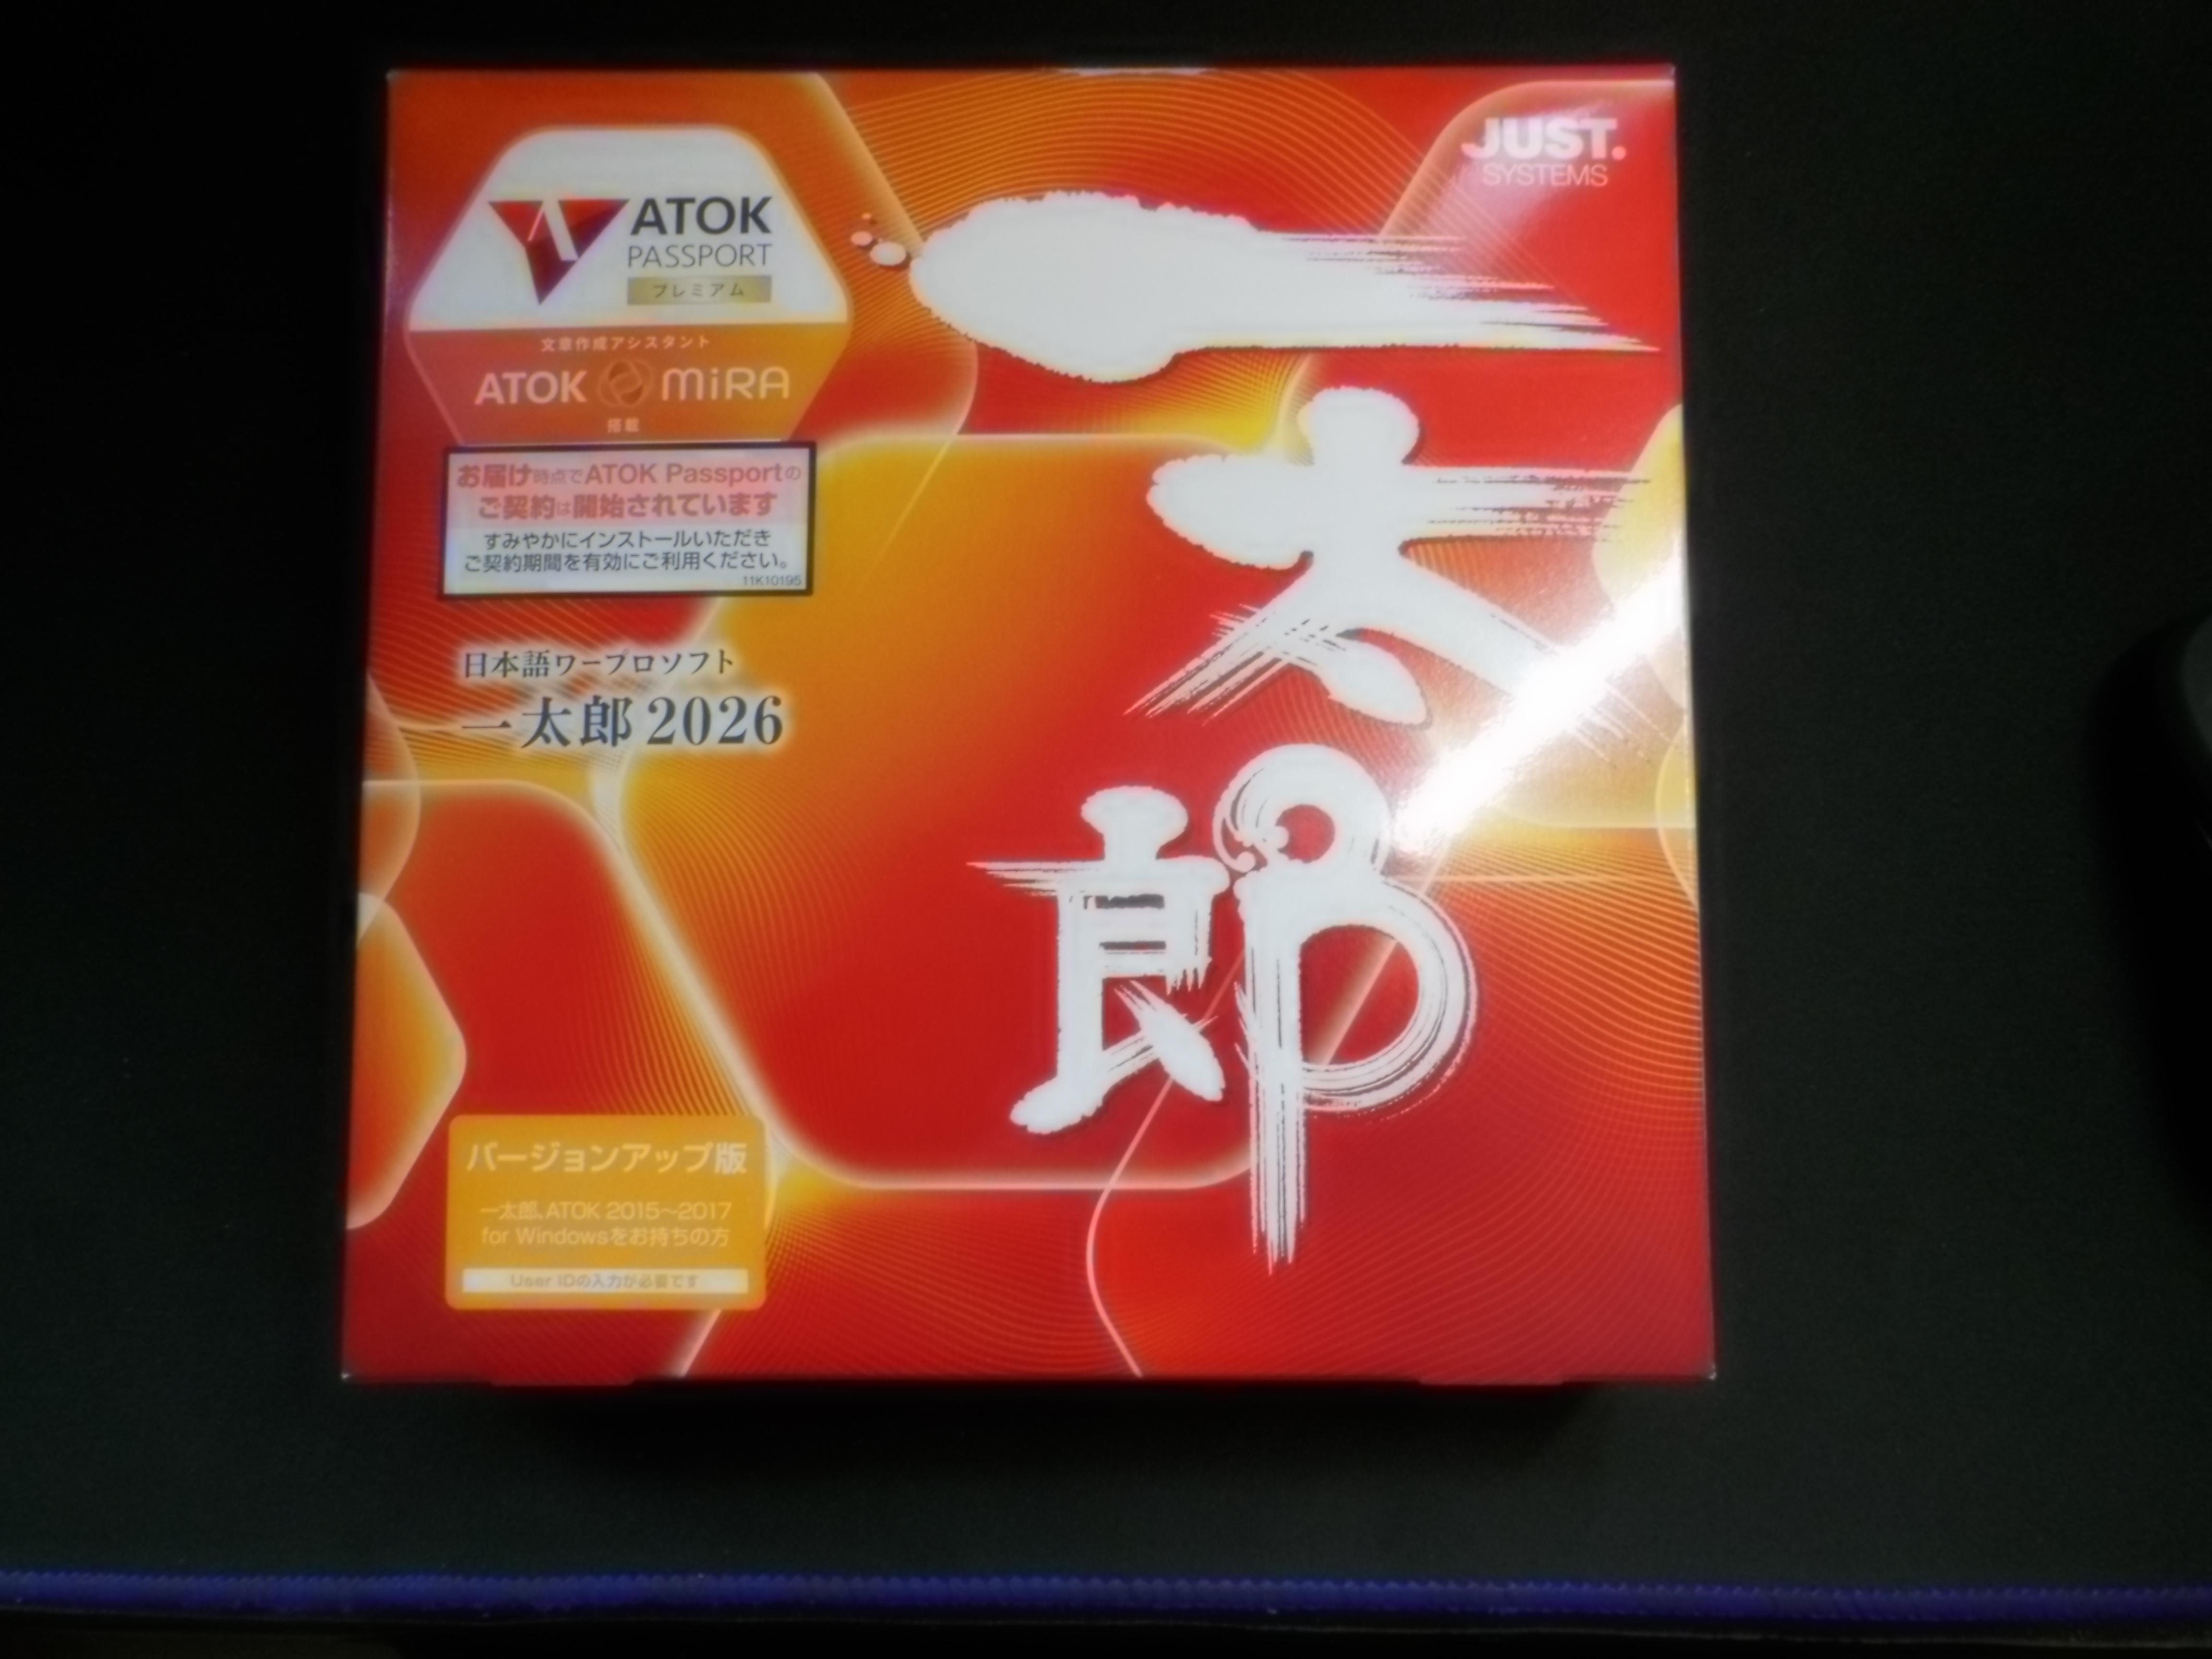 JUST.
SYSTEMS
ATOK
PASSPORT
プレミアム
文章作成アシスタント
ATOK MiRA
搭載
お届け時点でATOK Passportの
ご契約は開始されています
すみやかにインストールいただき
ご契約期間を有効にご利用ください。
11K10195
日本語ワープロソフト
一太郎2026
一
太
郎
バージョンアップ版
一太郎、ATOK 2015～2017
for Windowsをお持ちの方
User IDの入力が必要です